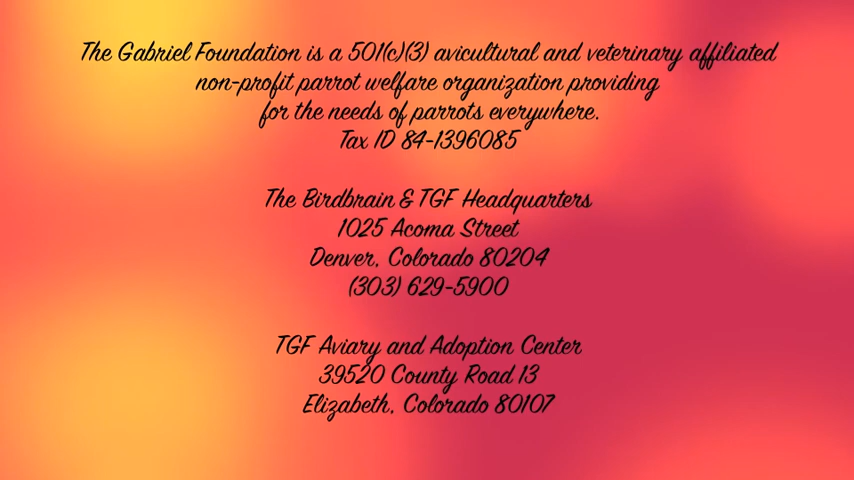 The Gabriel Foundation is a 501(c)(3) avicultural and veterinary affiliated
non-profit parrot welfare organization providing
for the needs of parrots everywhere.
Tax ID 84-1396085
The Birdbrain & TGF Headquarters
1025 Acoma Street
Denver, Colorado 80204
(303) 629-5900
TGF Aviary and Adoption Center
39520 County Road 13
Elizabeth, Colorado 80107